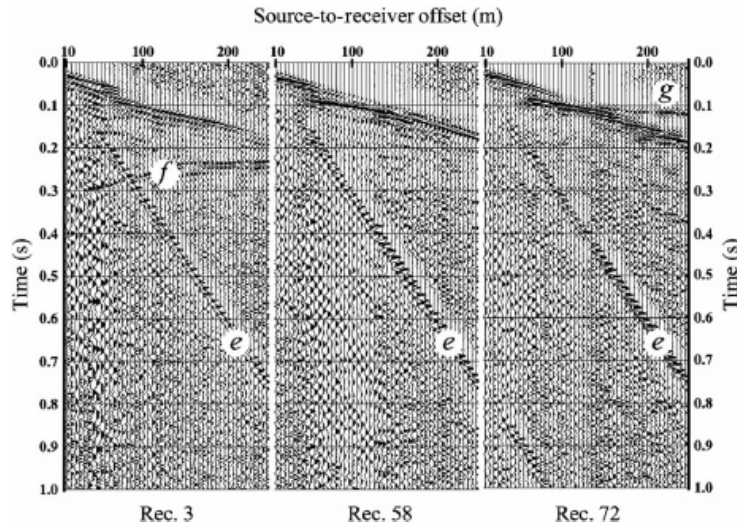 Source-to-receiver offset (m)
10 100 200 10 100 200 10 100 200
0.0 0.0
0.1 g 0.1
0.2 0.2
f
0.3 0.3
0.4 0.4
Time (s) Time (s)
0.5 0.5
0.6 0.6
e e e
0.7 0.7
0.8 0.8
0.9 0.9
1.0 1.0
Rec. 3 Rec. 58 Rec. 72